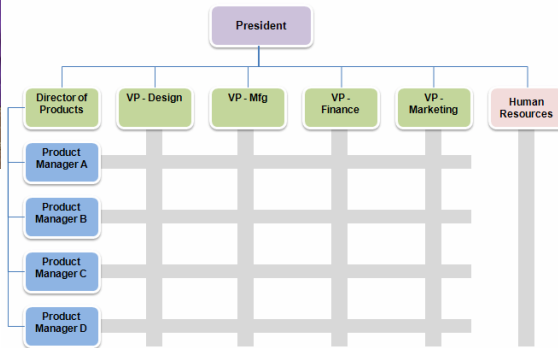 President
Director of
Products
VP - Design
VP - Mfg
VP -
Finance
VP -
Marketing
Human
Resources
Product
Manager A
Product
Manager B
Product
Manager C
Product
Manager D